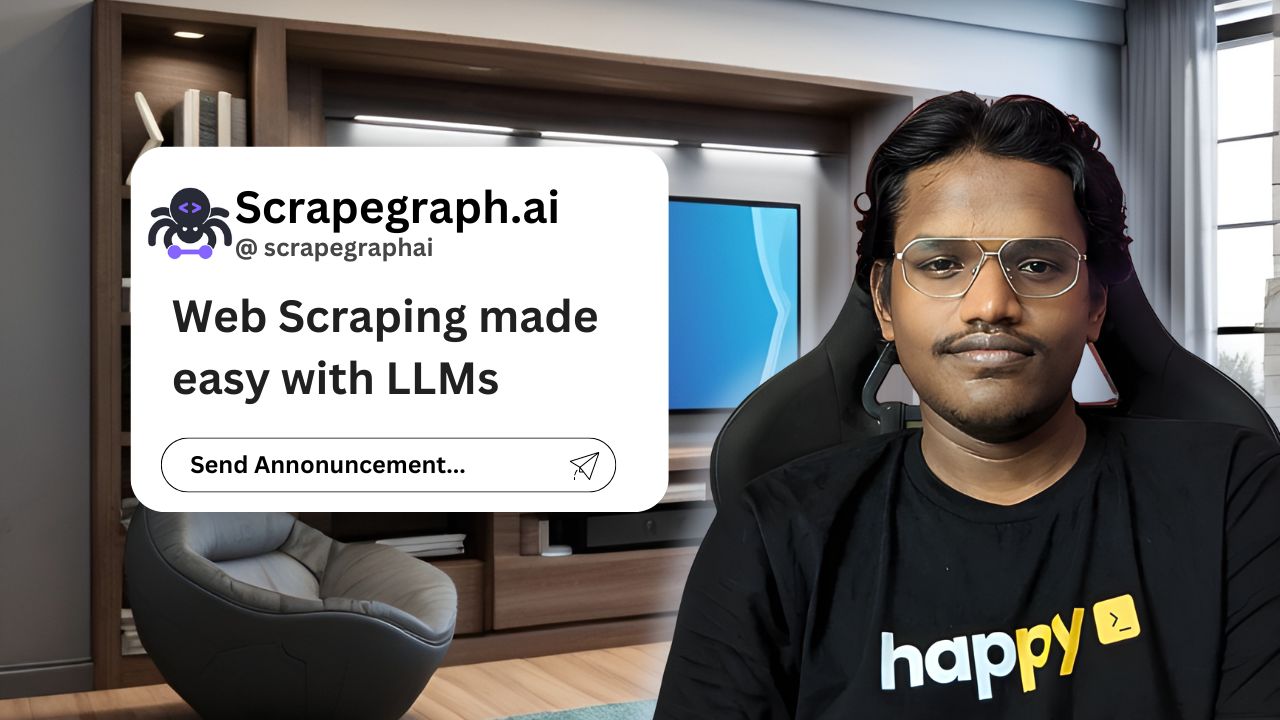 <>
Scrapegraph.ai
@ scrapegraphai
Web Scraping made
easy with LLMs
Send Annonuncement...
happy >_